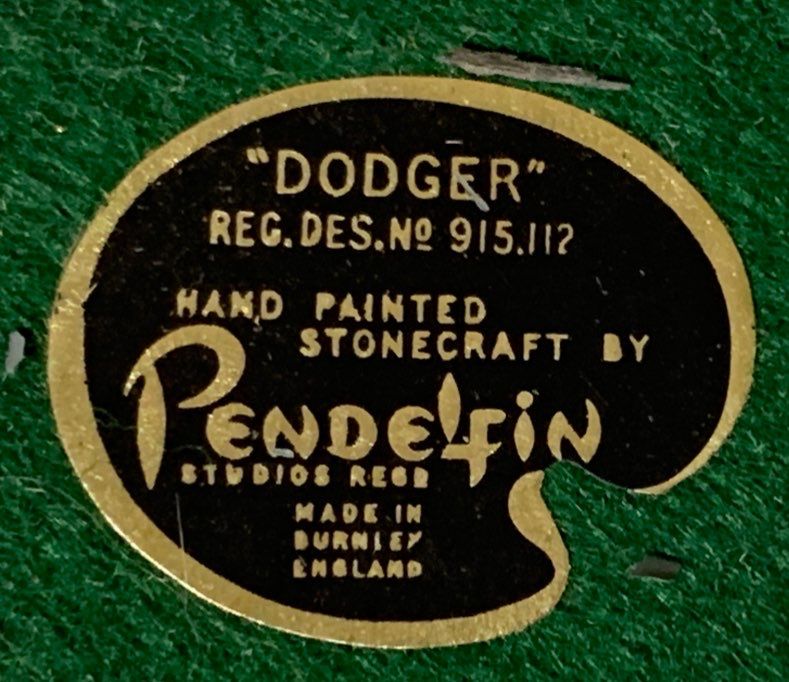 "DODGER"
REG. DES. Nº 915.112
HAND PAINTED
STONECRAFT BY
PENDELFIN
STUDIOS REGD
MADE IN
BURNLEY
ENGLAND